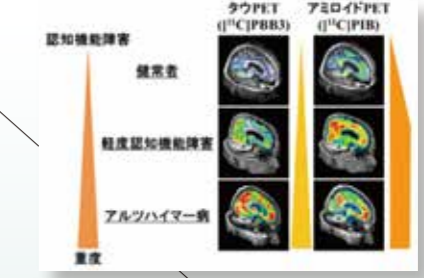 タウPET アミロイドPET
([¹¹C]PBB3) ([¹¹C]PIB)
認知機能障害
健常者
軽度認知機能障害
アルツハイマー病
重度